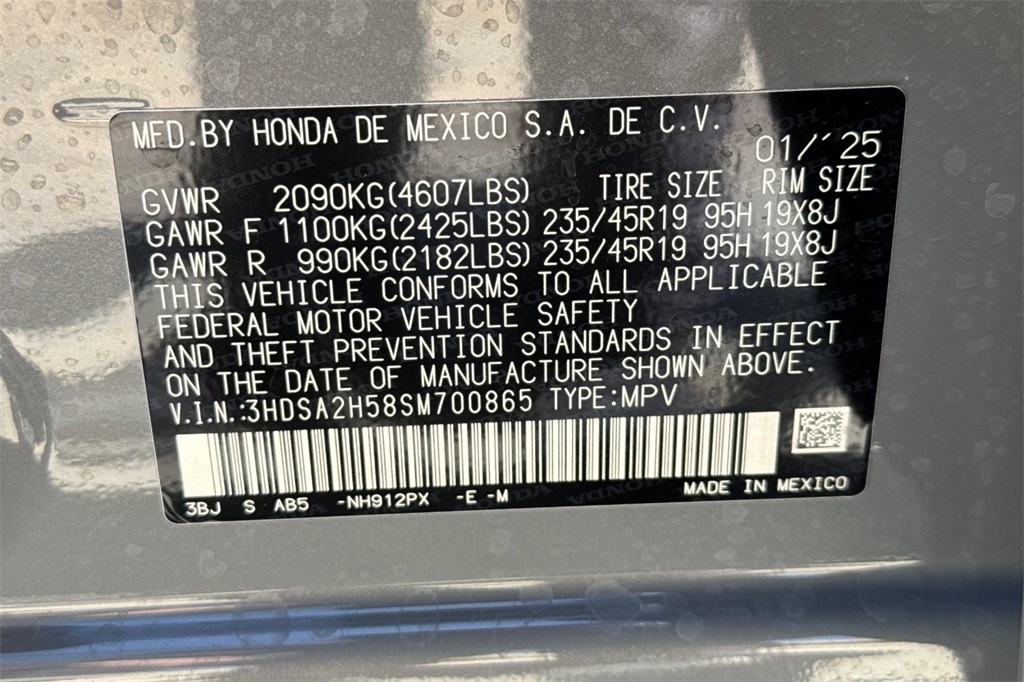 MFD.BY HONDA DE MEXICO S.A. DE C.V.
01/'25
GVWR 2090KG(4607LBS) TIRE SIZE RIM SIZE
GAWR F 1100KG(2425LBS) 235/45R19 95H 19X8J
GAWR R 990KG(2182LBS) 235/45R19 95H 19X8J
THIS VEHICLE CONFORMS TO ALL APPLICABLE
FEDERAL MOTOR VEHICLE SAFETY
AND THEFT PREVENTION STANDARDS IN EFFECT
ON THE DATE OF MANUFACTURE SHOWN ABOVE.
V.I.N.:3HDSA2H58SM700865 TYPE:MPV
3BJ S AB5 -NH912PX -E -M MADE IN MEXICO